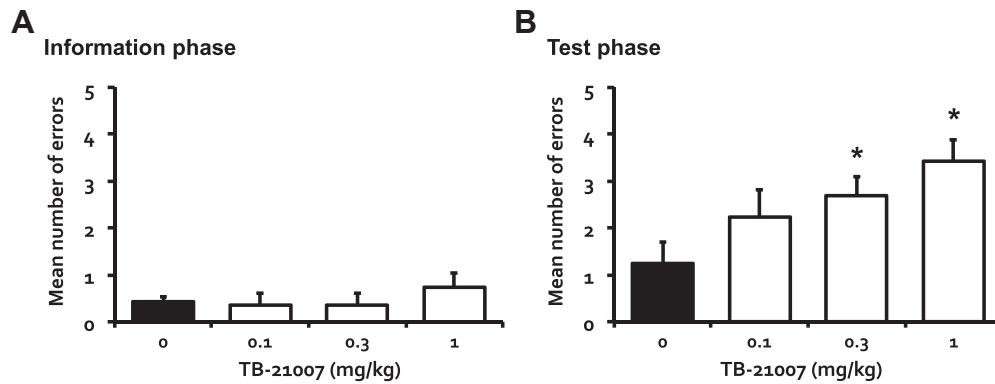 A
Information phase
Mean number of errors
5
4
3
2
1
0
0 0.1 0.3 1
TB-21007 (mg/kg)
B
Test phase
Mean number of errors
5
4
3
2
1
0
*
*
0 0.1 0.3 1
TB-21007 (mg/kg)